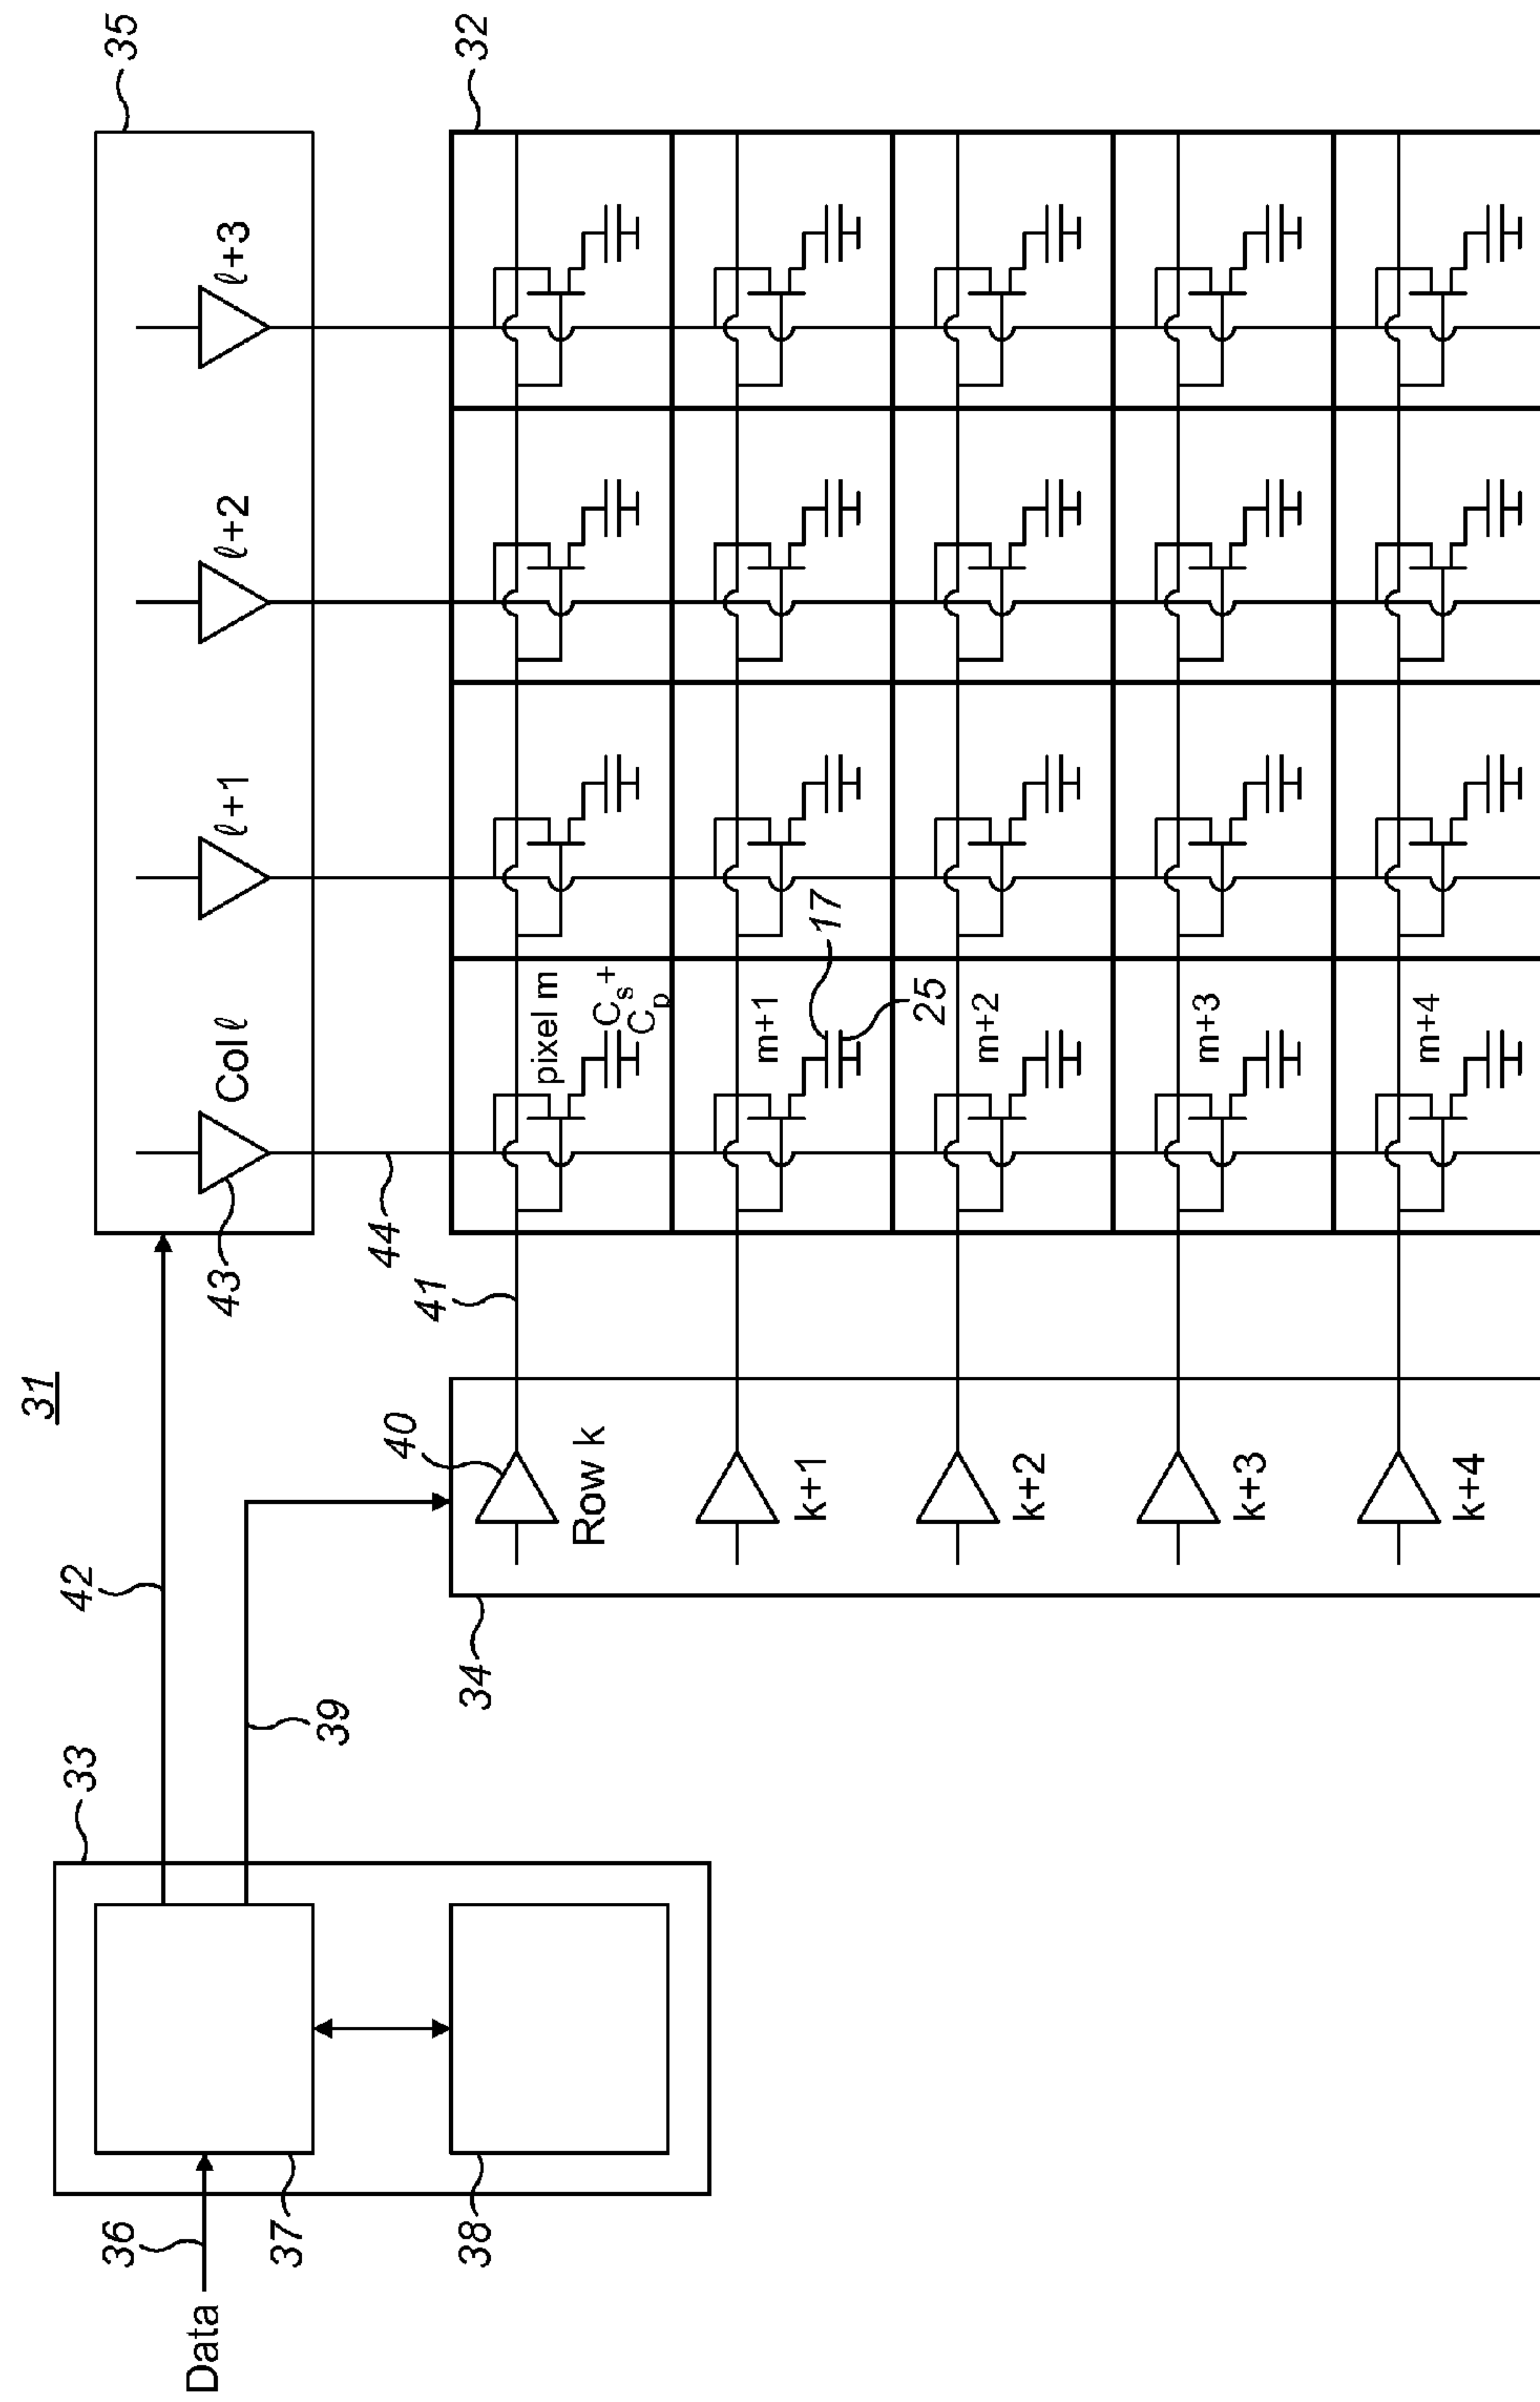 31
33
42
36
35
Data
43
Col ℓ
ℓ+1
ℓ+2
ℓ+3
37
39
44
40
41
38
34
32
pixel m
Row k
Cs +
Cp
m+1
k+1
17
25
m+2
k+2
m+3
k+3
m+4
k+4